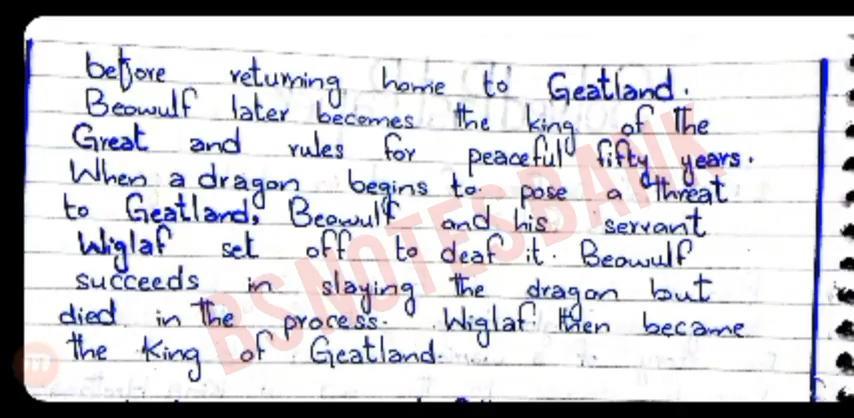 before returning home to Geatland.
Beowulf later becomes the king of the
Great and rules for peaceful fifty years.
When a dragon begins to pose a threat
to Geatland, Beowulf and his servant
Wiglaf set off to deaf it. Beowulf
succeeds in slaying the dragon but
died in the process. Wiglaf then became
the King of Geatland.
BSNOTESBANK